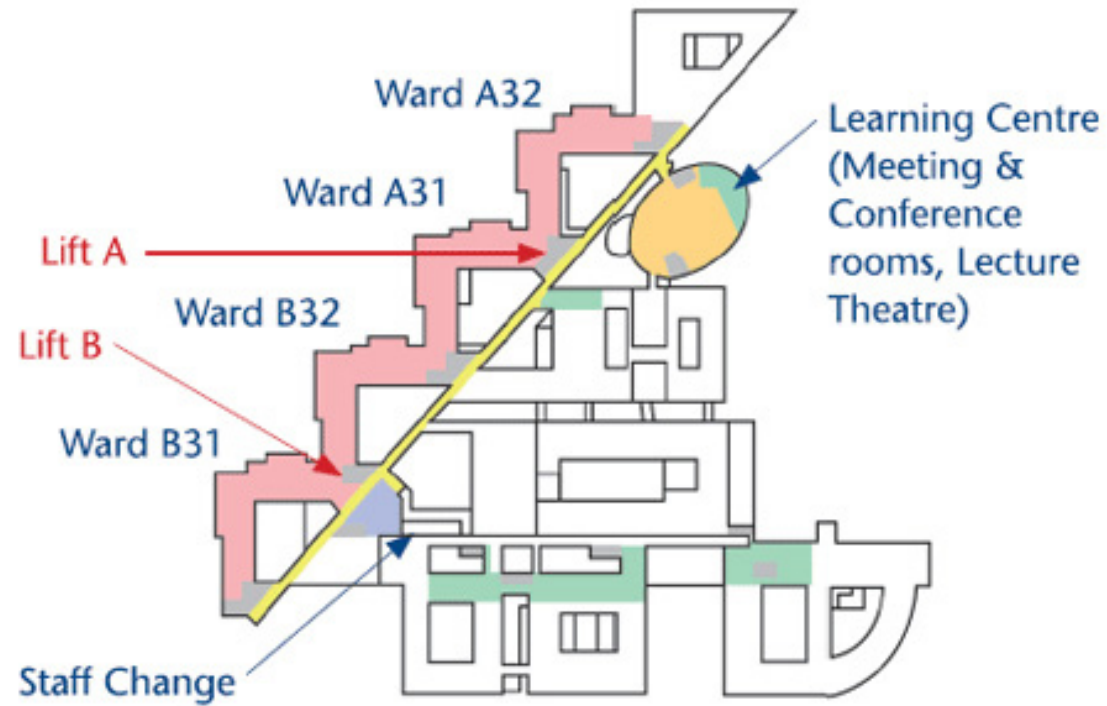 Ward A32
Learning Centre
(Meeting &
Conference
rooms, Lecture
Theatre)
Ward A31
Lift A
Ward B32
Lift B
Ward B31
Staff Change